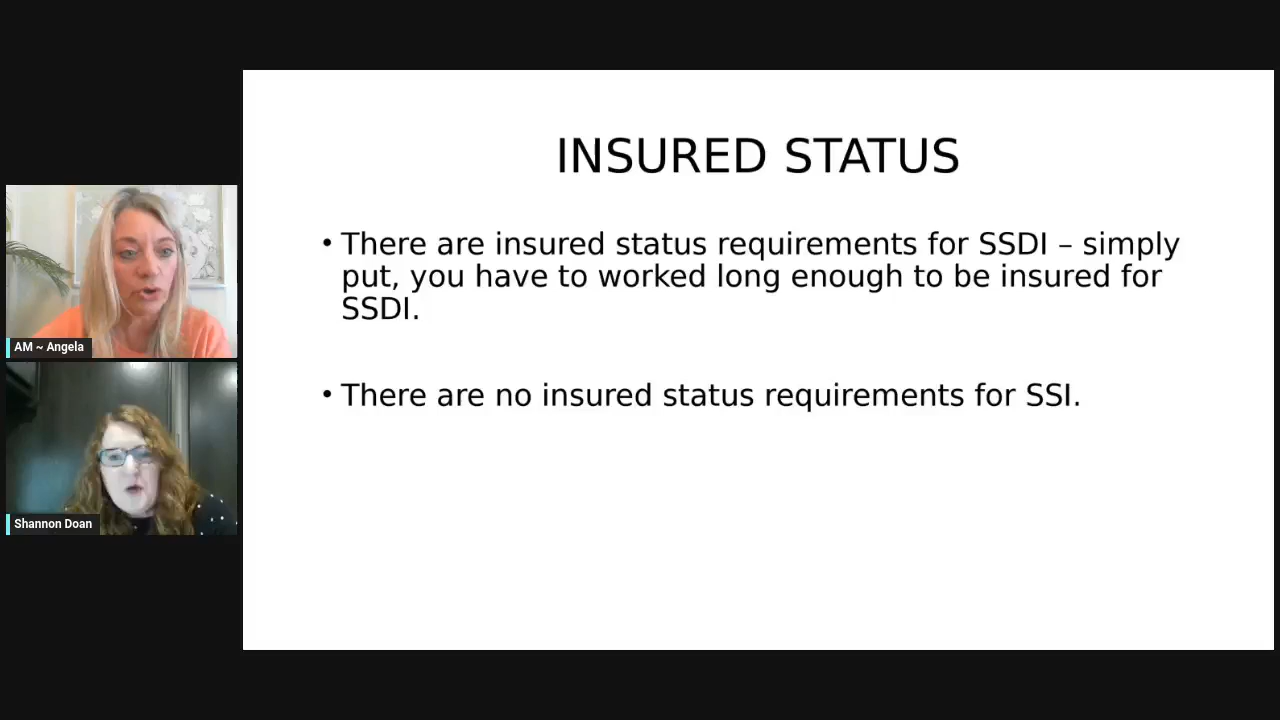 INSURED STATUS
• There are insured status requirements for SSDI – simply
put, you have to worked long enough to be insured for
SSDI.
• There are no insured status requirements for SSI.
AM ~ Angela
Shannon Doan